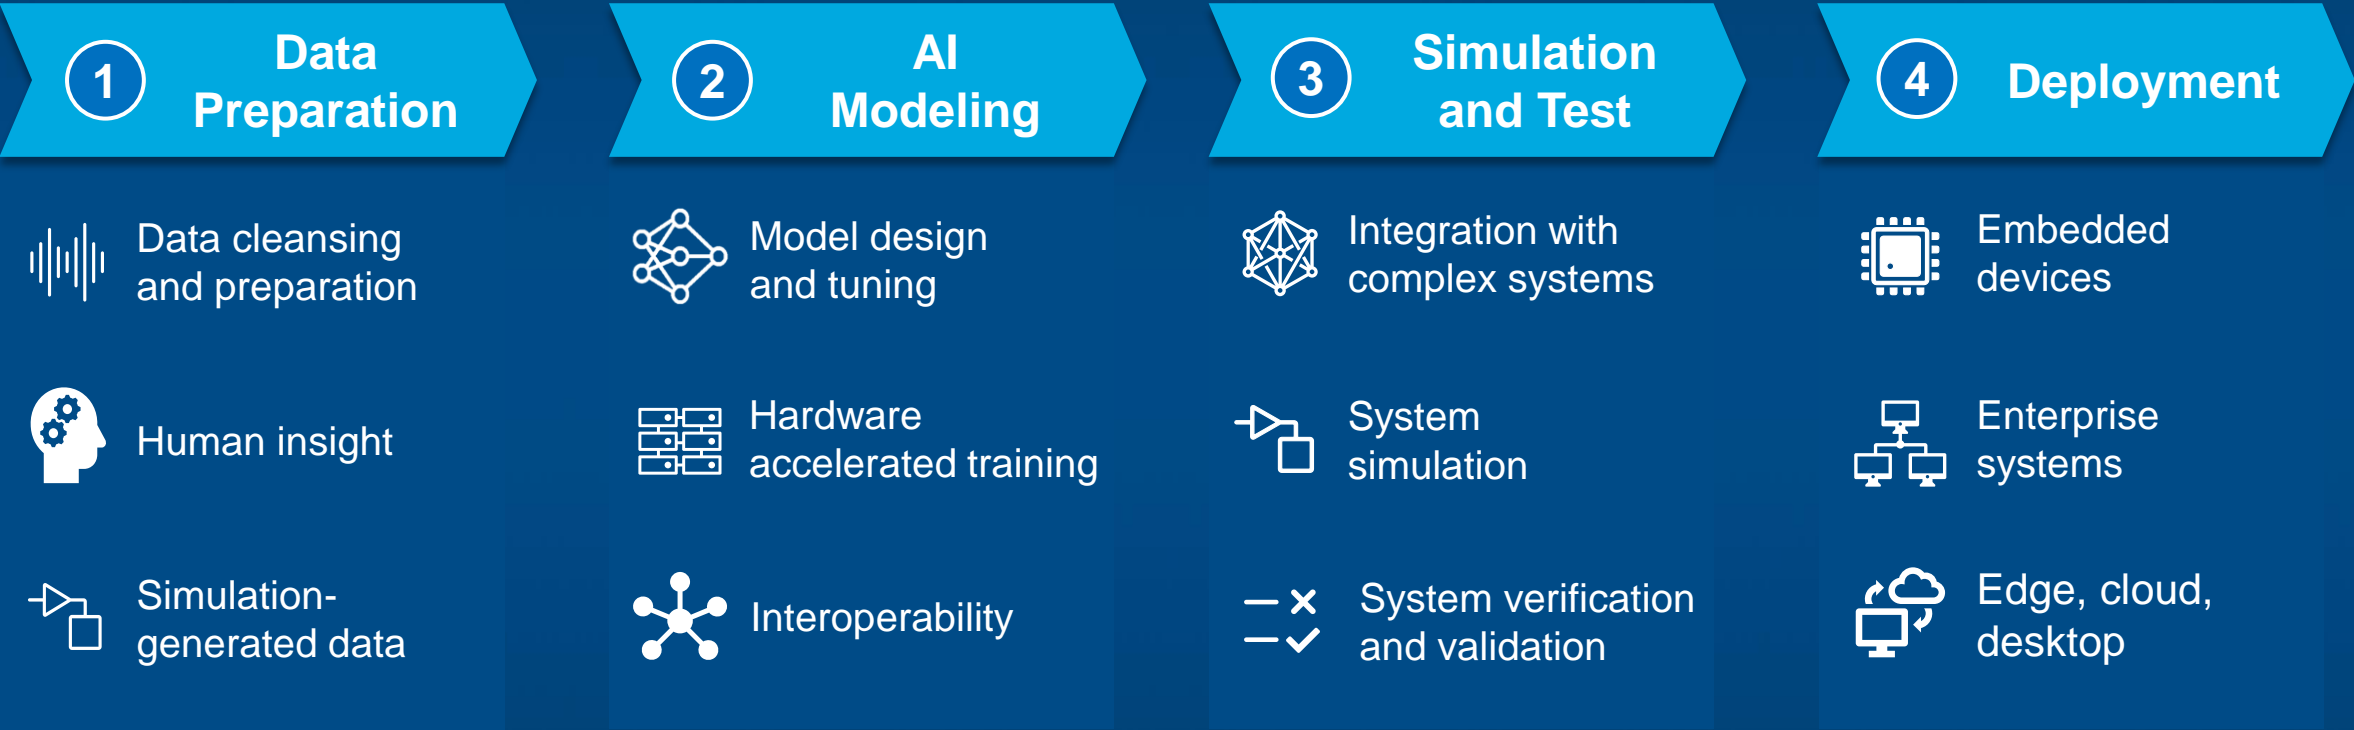 1
Data
Preparation
Data cleansing
and preparation
Human insight
Simulation-
generated data
2
AI
Modeling
Model design
and tuning
Hardware
accelerated training
Interoperability
3
Simulation
and Test
Integration with
complex systems
System
simulation
System verification
and validation
4
Deployment
Embedded
devices
Enterprise
systems
Edge, cloud,
desktop